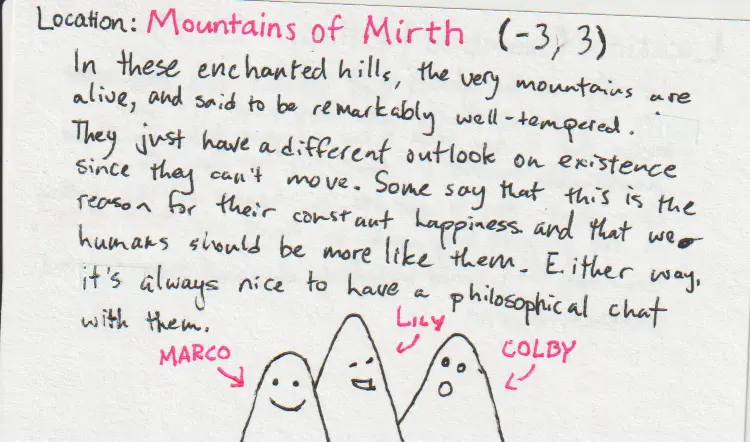 Location: Mountains of Mirth (-3, 3)
In these enchanted hills, the very mountains are
alive, and said to be remarkably well-tempered.
They just have a different outlook on existence
since they can't move. Some say that this is the
reason for their constant happiness and that we
humans should be more like them. Either way,
it's always nice to have a philosophical chat
with them.
LILY
MARCO
COLBY